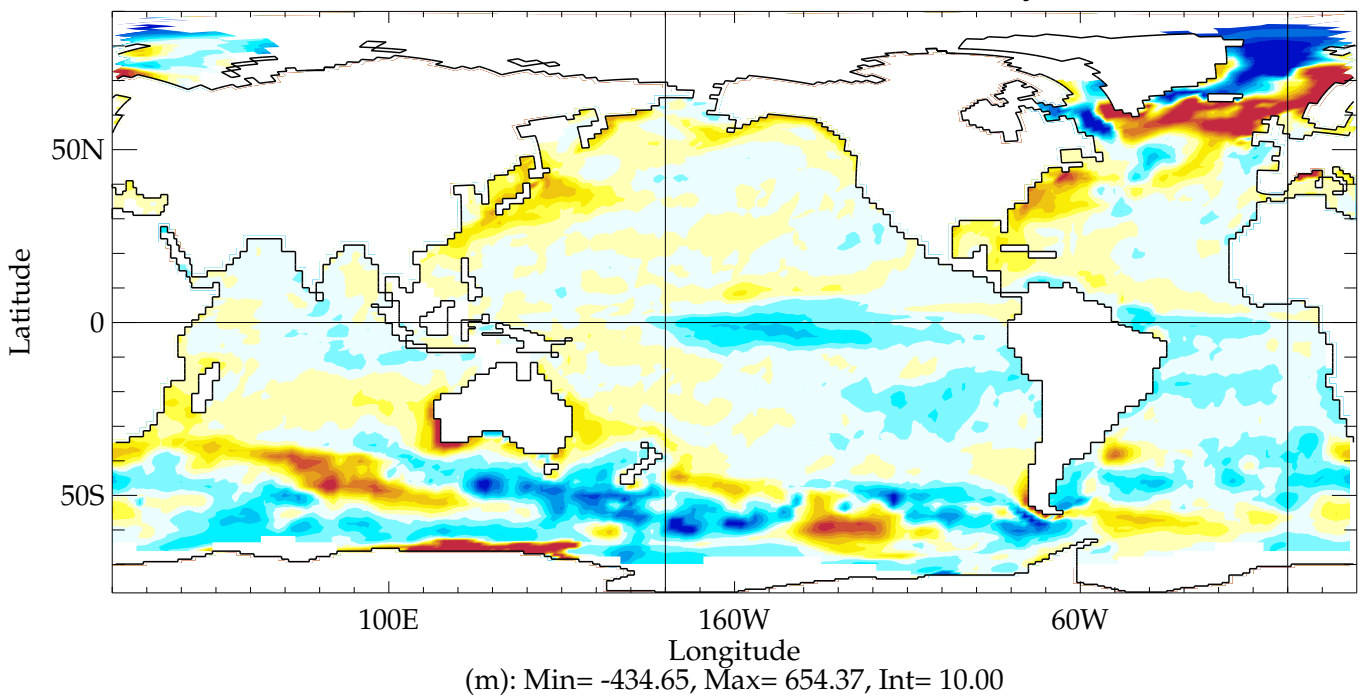 50N
0
50S
Latitude
100E
160W
60W
Longitude
(m): Min= -434.65, Max= 654.37, Int= 10.00